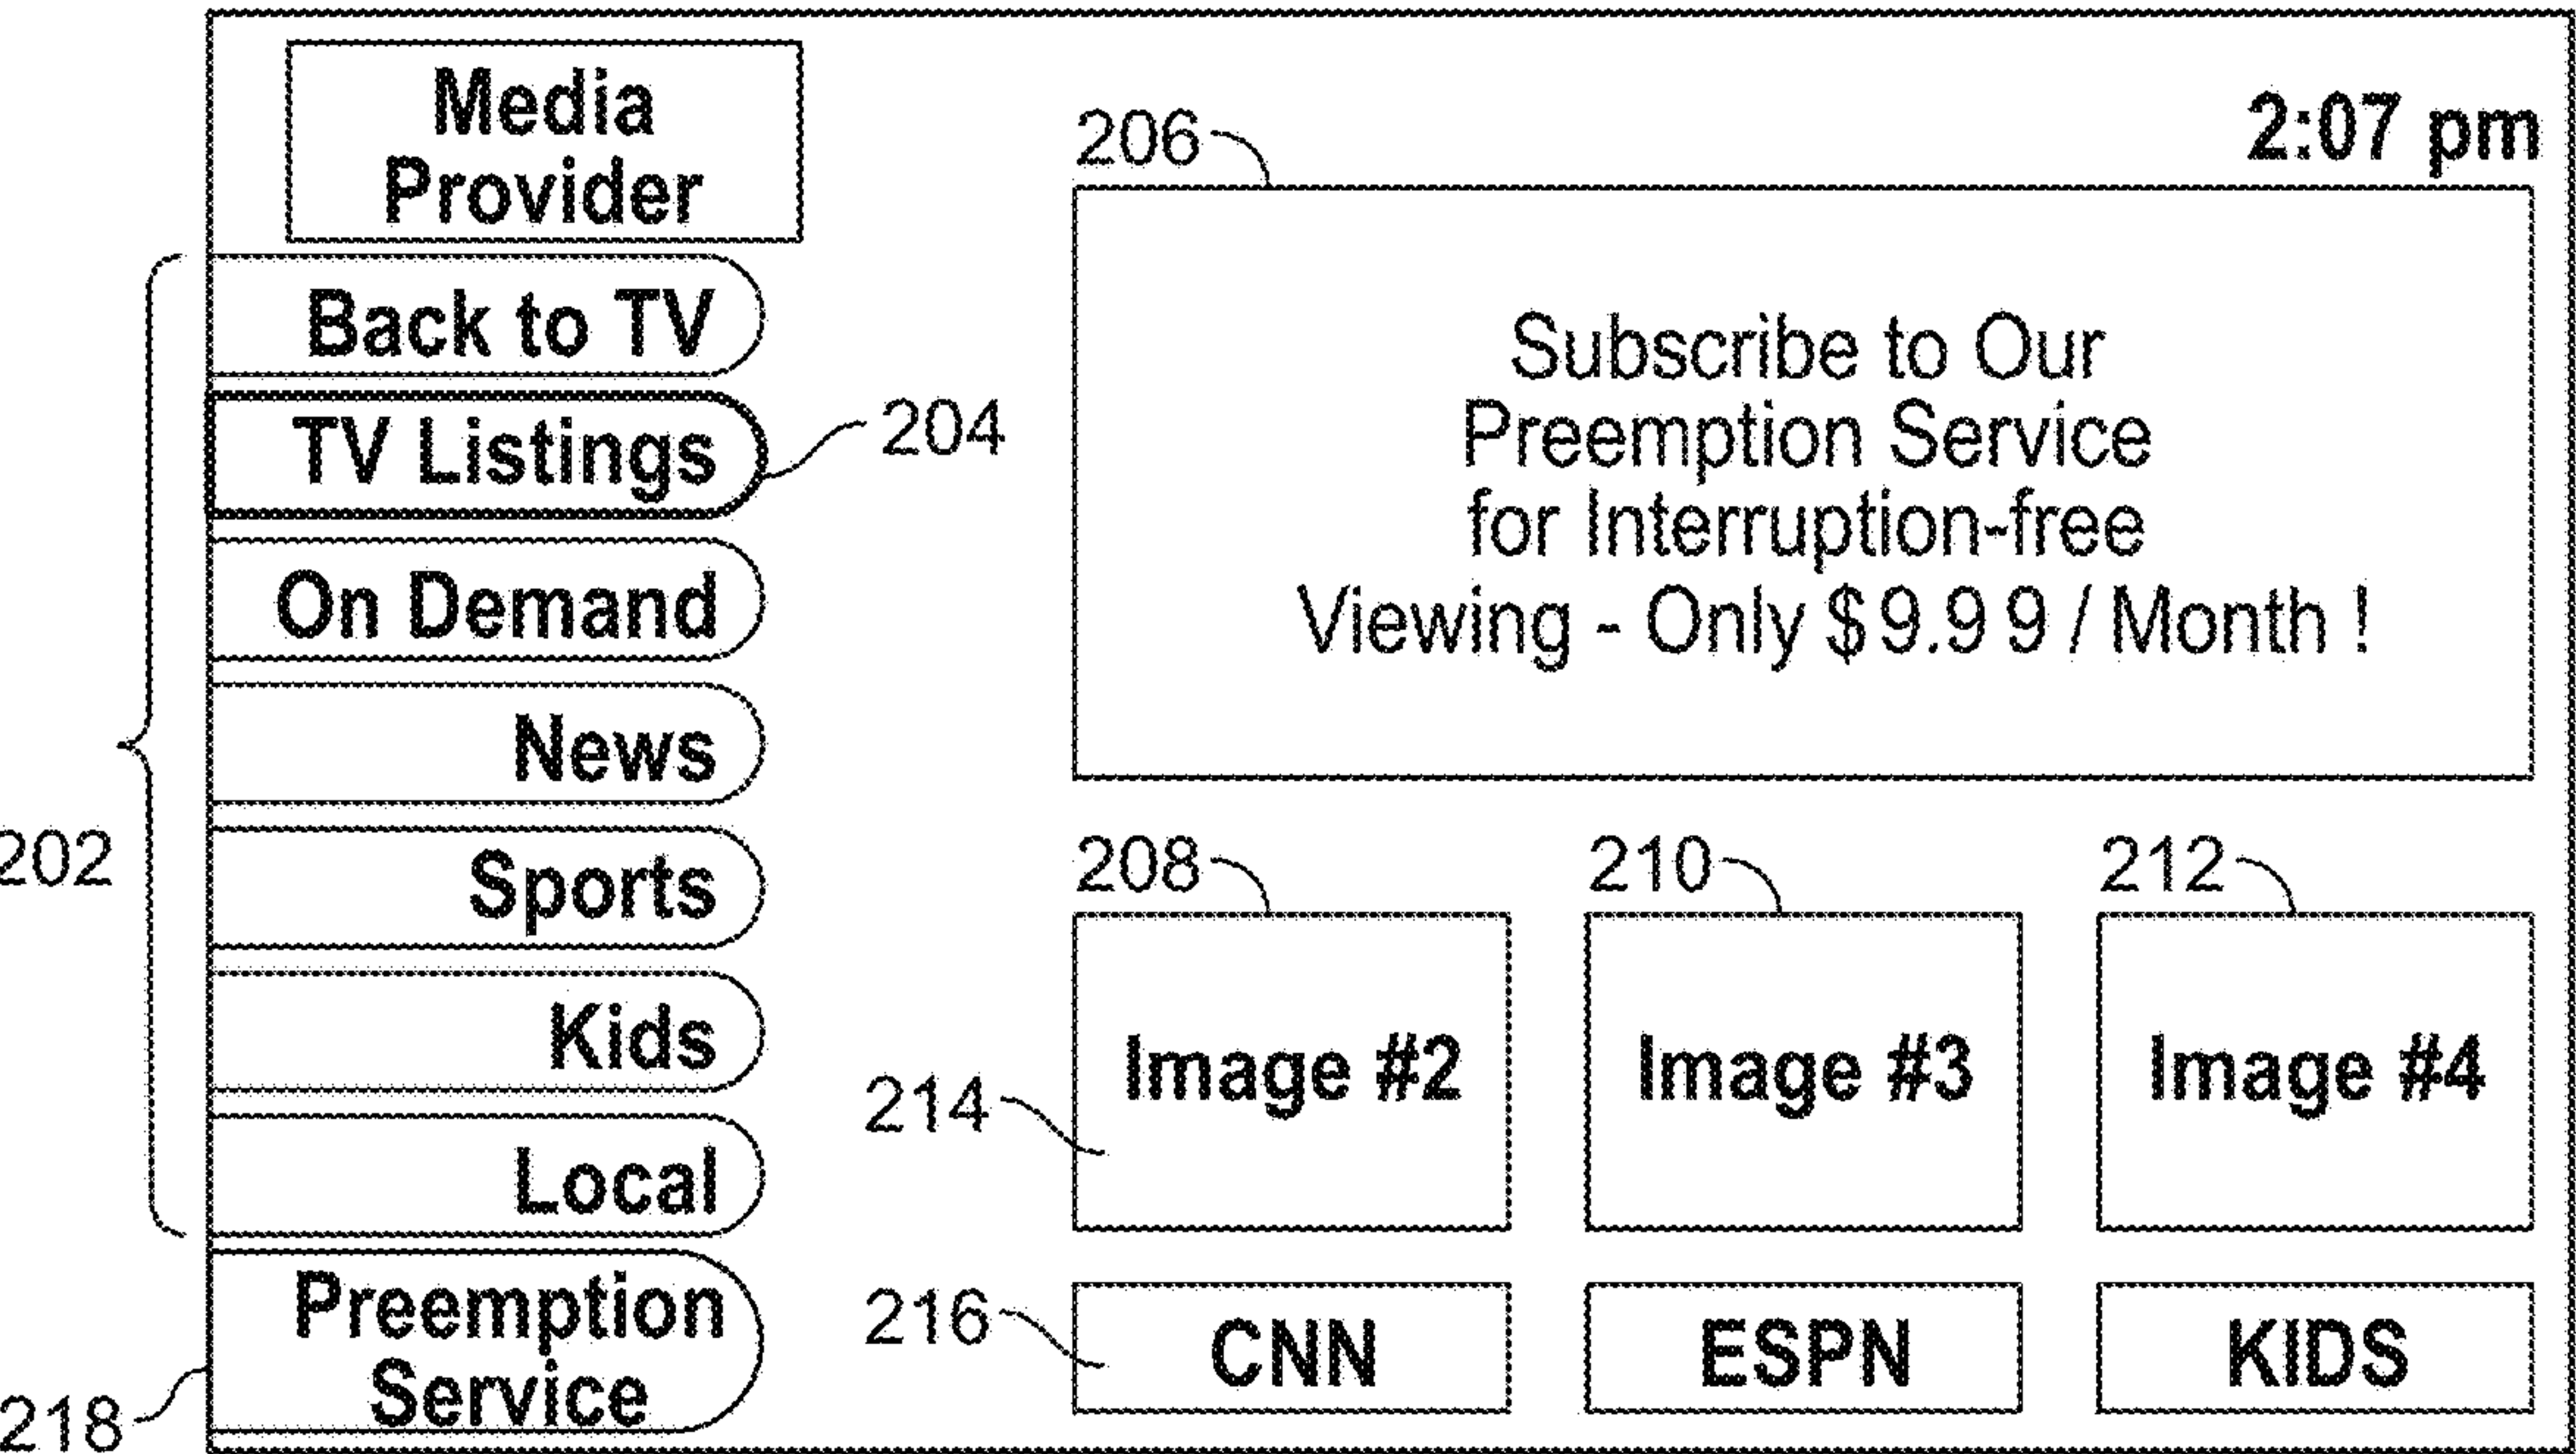 Media
Provider
2:07 pm
206
Back to TV
TV Listings
204
On Demand
News
Sports
Kids
Local
Preemption
Service
202
218
Subscribe to Our
Preemption Service
for Interruption-free
Viewing - Only $9.99 / Month !
208
210
212
Image #2
Image #3
Image #4
214
216
CNN
ESPN
KIDS